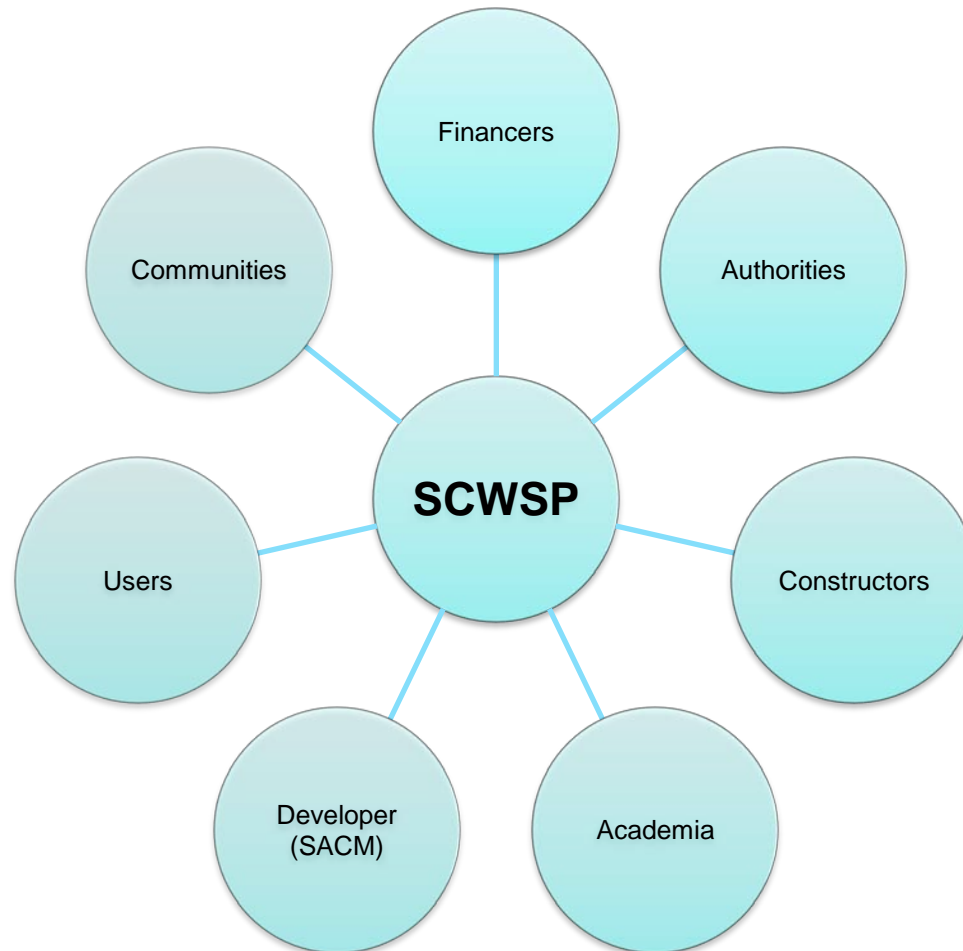 Financers
Communities
Authorities
SCWSP
Users
Constructors
Developer
(SACM)
Academia